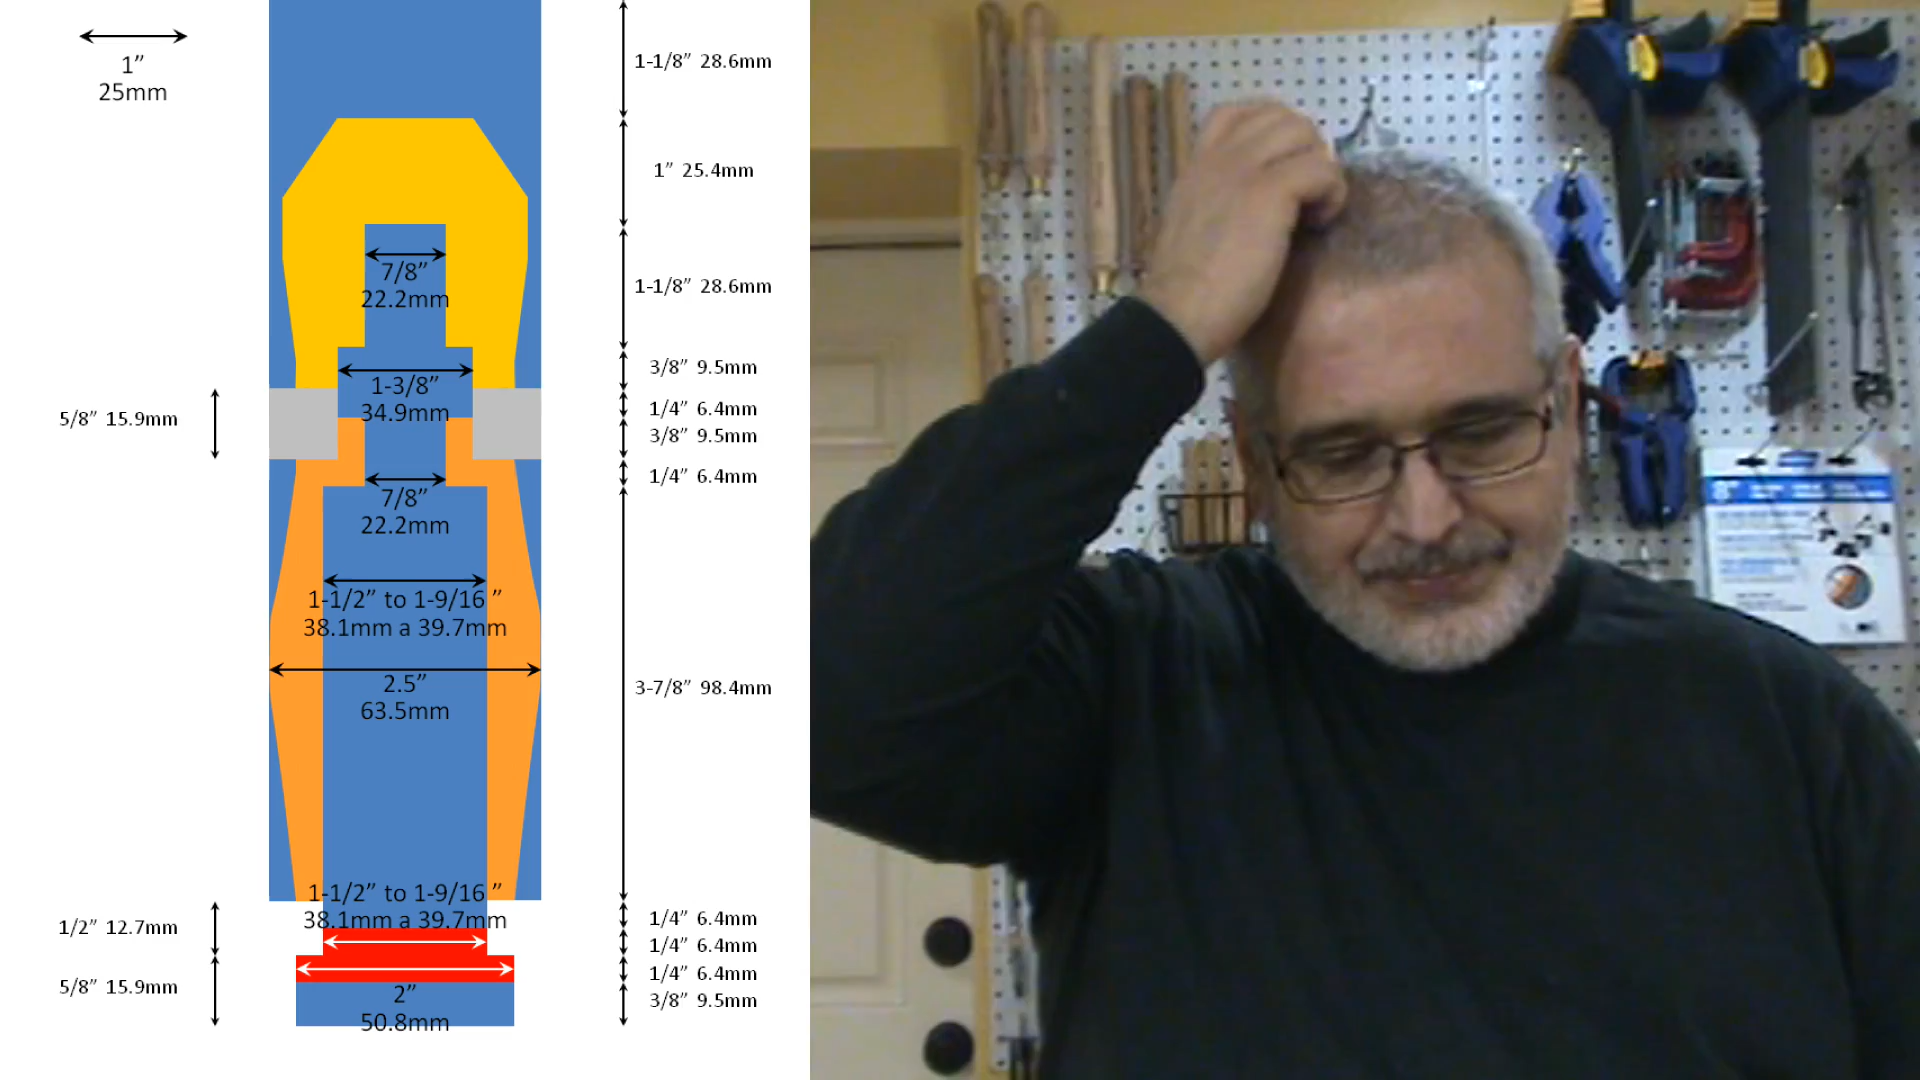 1”
25mm
1-1/8” 28.6mm
1” 25.4mm
7/8”
22.2mm
1-1/8” 28.6mm
3/8” 9.5mm
1-3/8”
34.9mm
5/8” 15.9mm
1/4” 6.4mm
3/8” 9.5mm
1/4” 6.4mm
7/8”
22.2mm
1-1/2” to 1-9/16 ”
38.1mm a 39.7mm
2.5”
63.5mm
3-7/8” 98.4mm
1-1/2” to 1-9/16 ”
38.1mm a 39.7mm
1/2” 12.7mm
1/4” 6.4mm
1/4” 6.4mm
1/4” 6.4mm
5/8” 15.9mm
3/8” 9.5mm
2”
50.8mm